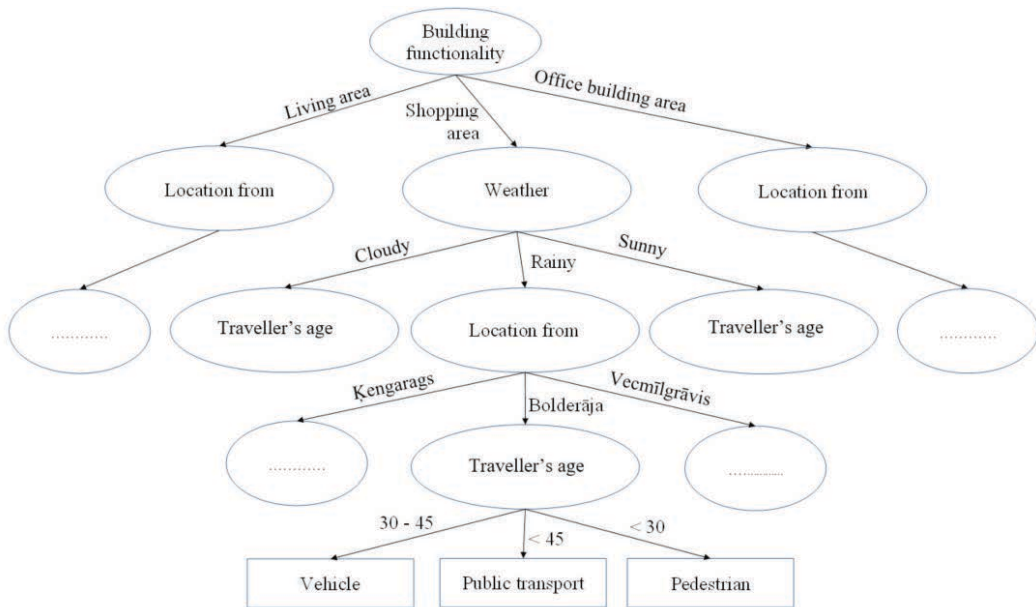 Building
functionality
Living area
Shopping
area
Office building area
Location from
Weather
Location from
Cloudy
Rainy
Sunny
............
Traveller's age
Location from
Traveller's age
............
Ķengarags
Bolderāja
Vecmīlgrāvis
............
Traveller's age
...............
30 - 45
< 45
< 30
Vehicle
Public transport
Pedestrian